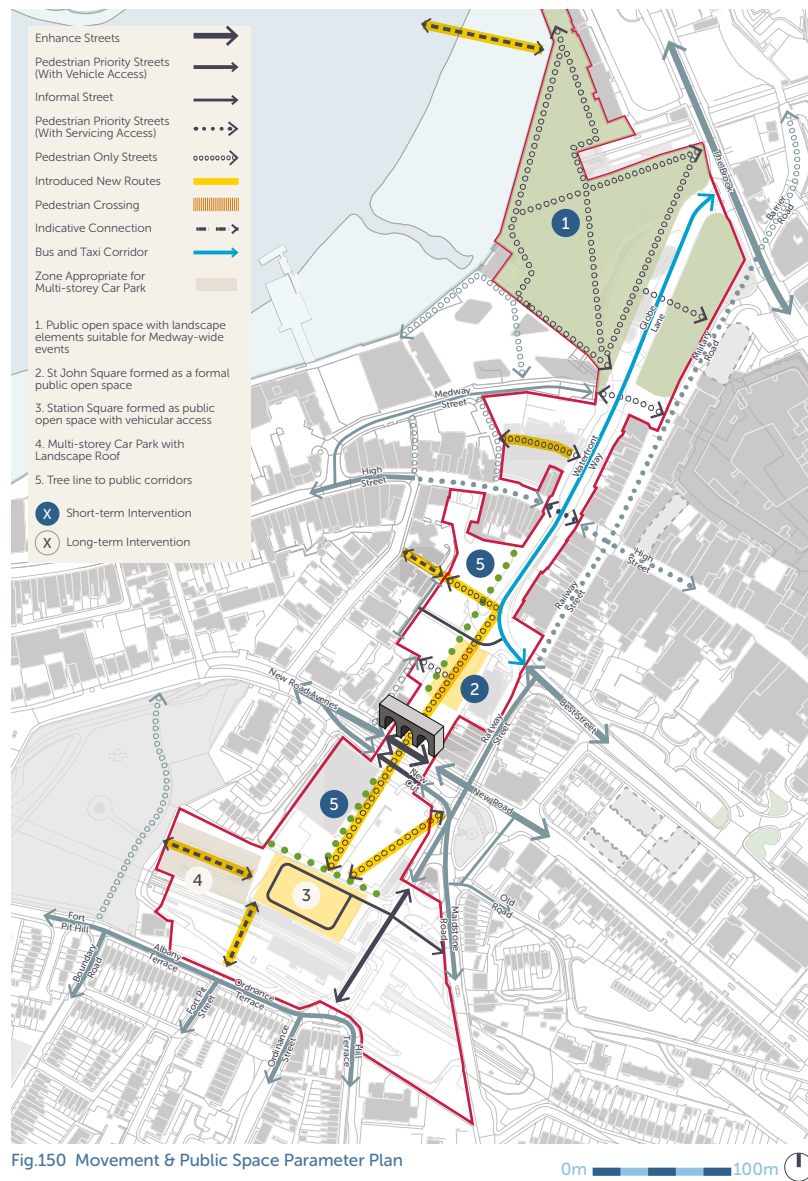 Enhance Streets
Pedestrian Priority Streets
(With Vehicle Access)
Informal Street
Pedestrian Priority Streets
(With Servicing Access)
Pedestrian Only Streets
Introduced New Routes
Pedestrian Crossing
Indicative Connection
Bus and Taxi Corridor
Zone Appropriate for
Multi-storey Car Park
1. Public open space with landscape
elements suitable for Medway-wide
events
2. St John Square formed as a formal
public open space
3. Station Square formed as public
open space with vehicular access
4. Multi-storey Car Park with
Landscape Roof
5. Tree line to public corridors
X Short-term Intervention
X Long-term Intervention
The Brook
Barrier
Road
1
Globe
Lane
Military
Road
Medway
Street
Waterfront
Way
High
Street
High
Street
5
Railway
Street
2
New Road Avenue
Best Street
Railway
Street
New
Cut
New Road
5
4
3
Old
Road
Maidstone
Road
Fort
Pit Hill
Boundary
Road
Albany
Terrace
Fort Pit
Street
Ordnance
Terrace
Ordinance
Street
Hill
Terrace
Fig.150 Movement & Public Space Parameter Plan
0m 100m